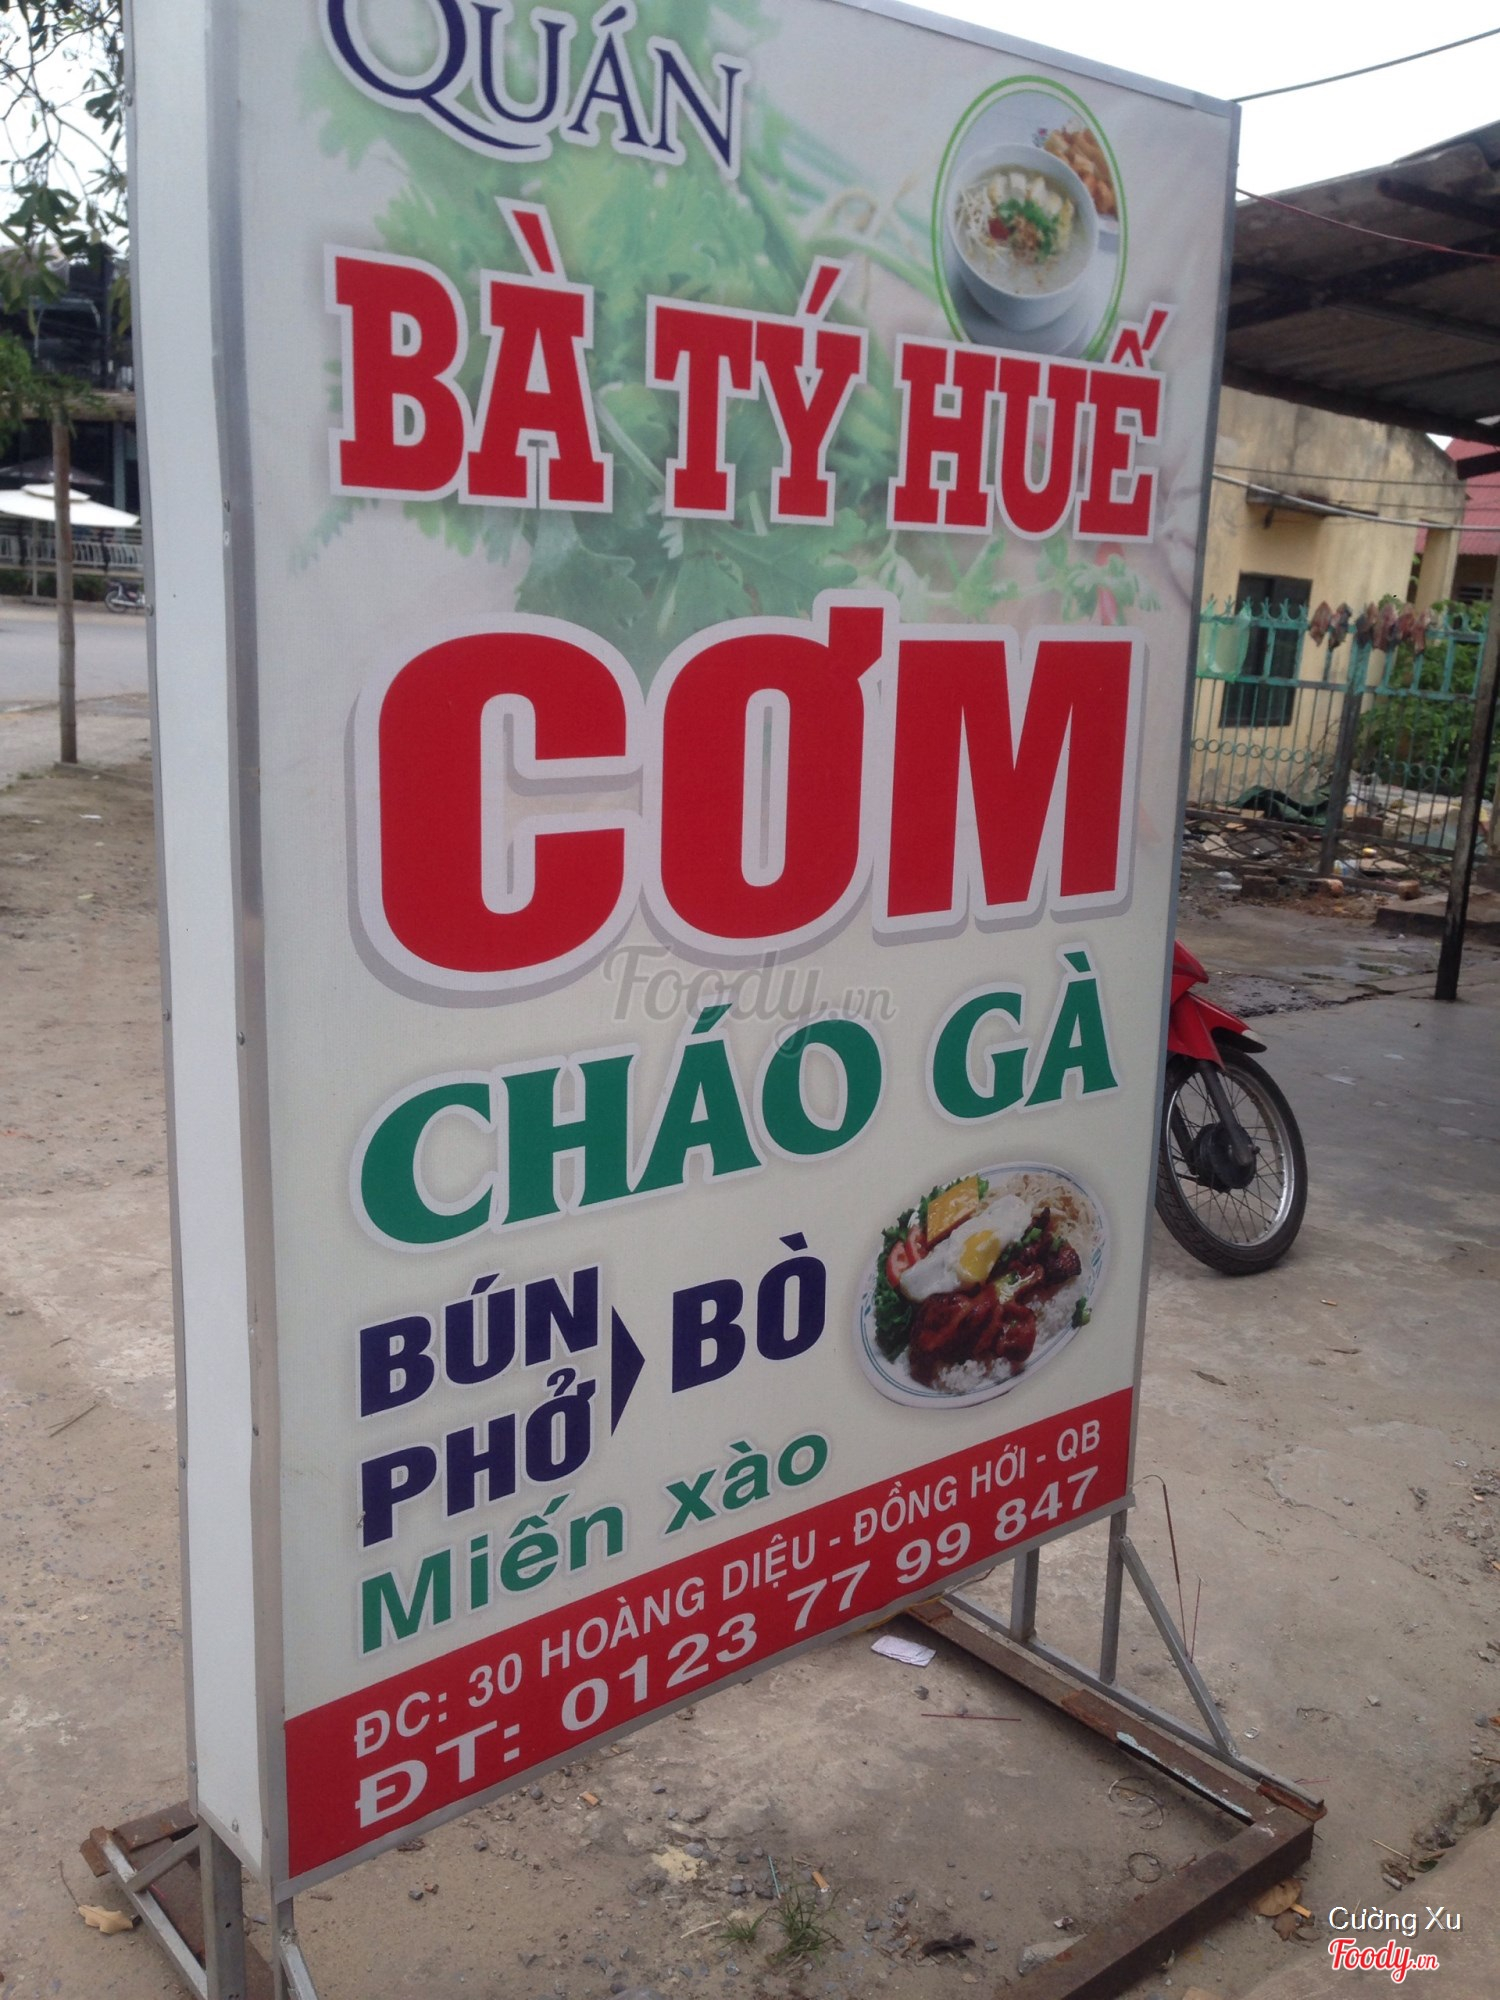 QUÁN
BÀ TÝ HUẾ
CƠM
CHÁO GÀ
BÚN
PHỞ
BÒ
Miến xào
ĐC: 30 HOÀNG DIỆU - ĐỒNG HỚI - QB
ĐT: 0123 77 99 847
Foody.vn
Cường Xu
Foody.vn